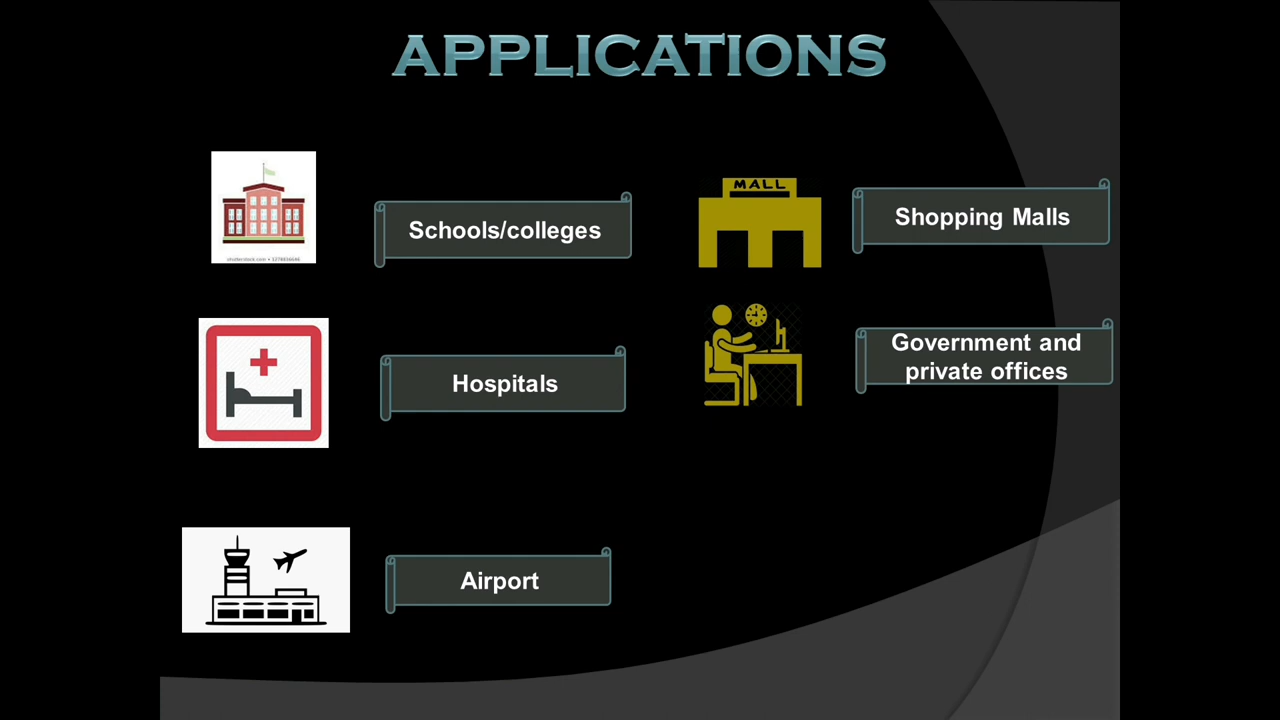 APPLICATIONS
Schools/colleges
MALL
Shopping Malls
Hospitals
Government and
private offices
Airport